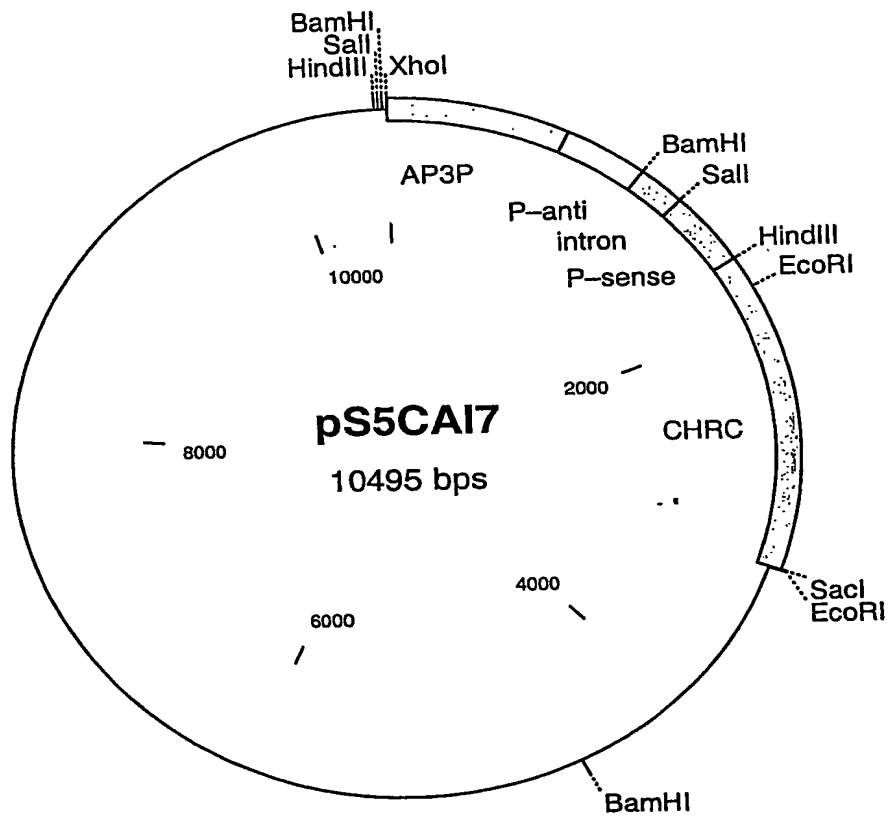 BamHI
SalI
HindIII
XhoI
BamHI
SalI
HindIII
EcoRI
AP3P
P-anti
intron
P-sense
10000
2000
pS5CAI7
10495 bps
CHRC
8000
4000
6000
SacI
EcoRI
BamHI